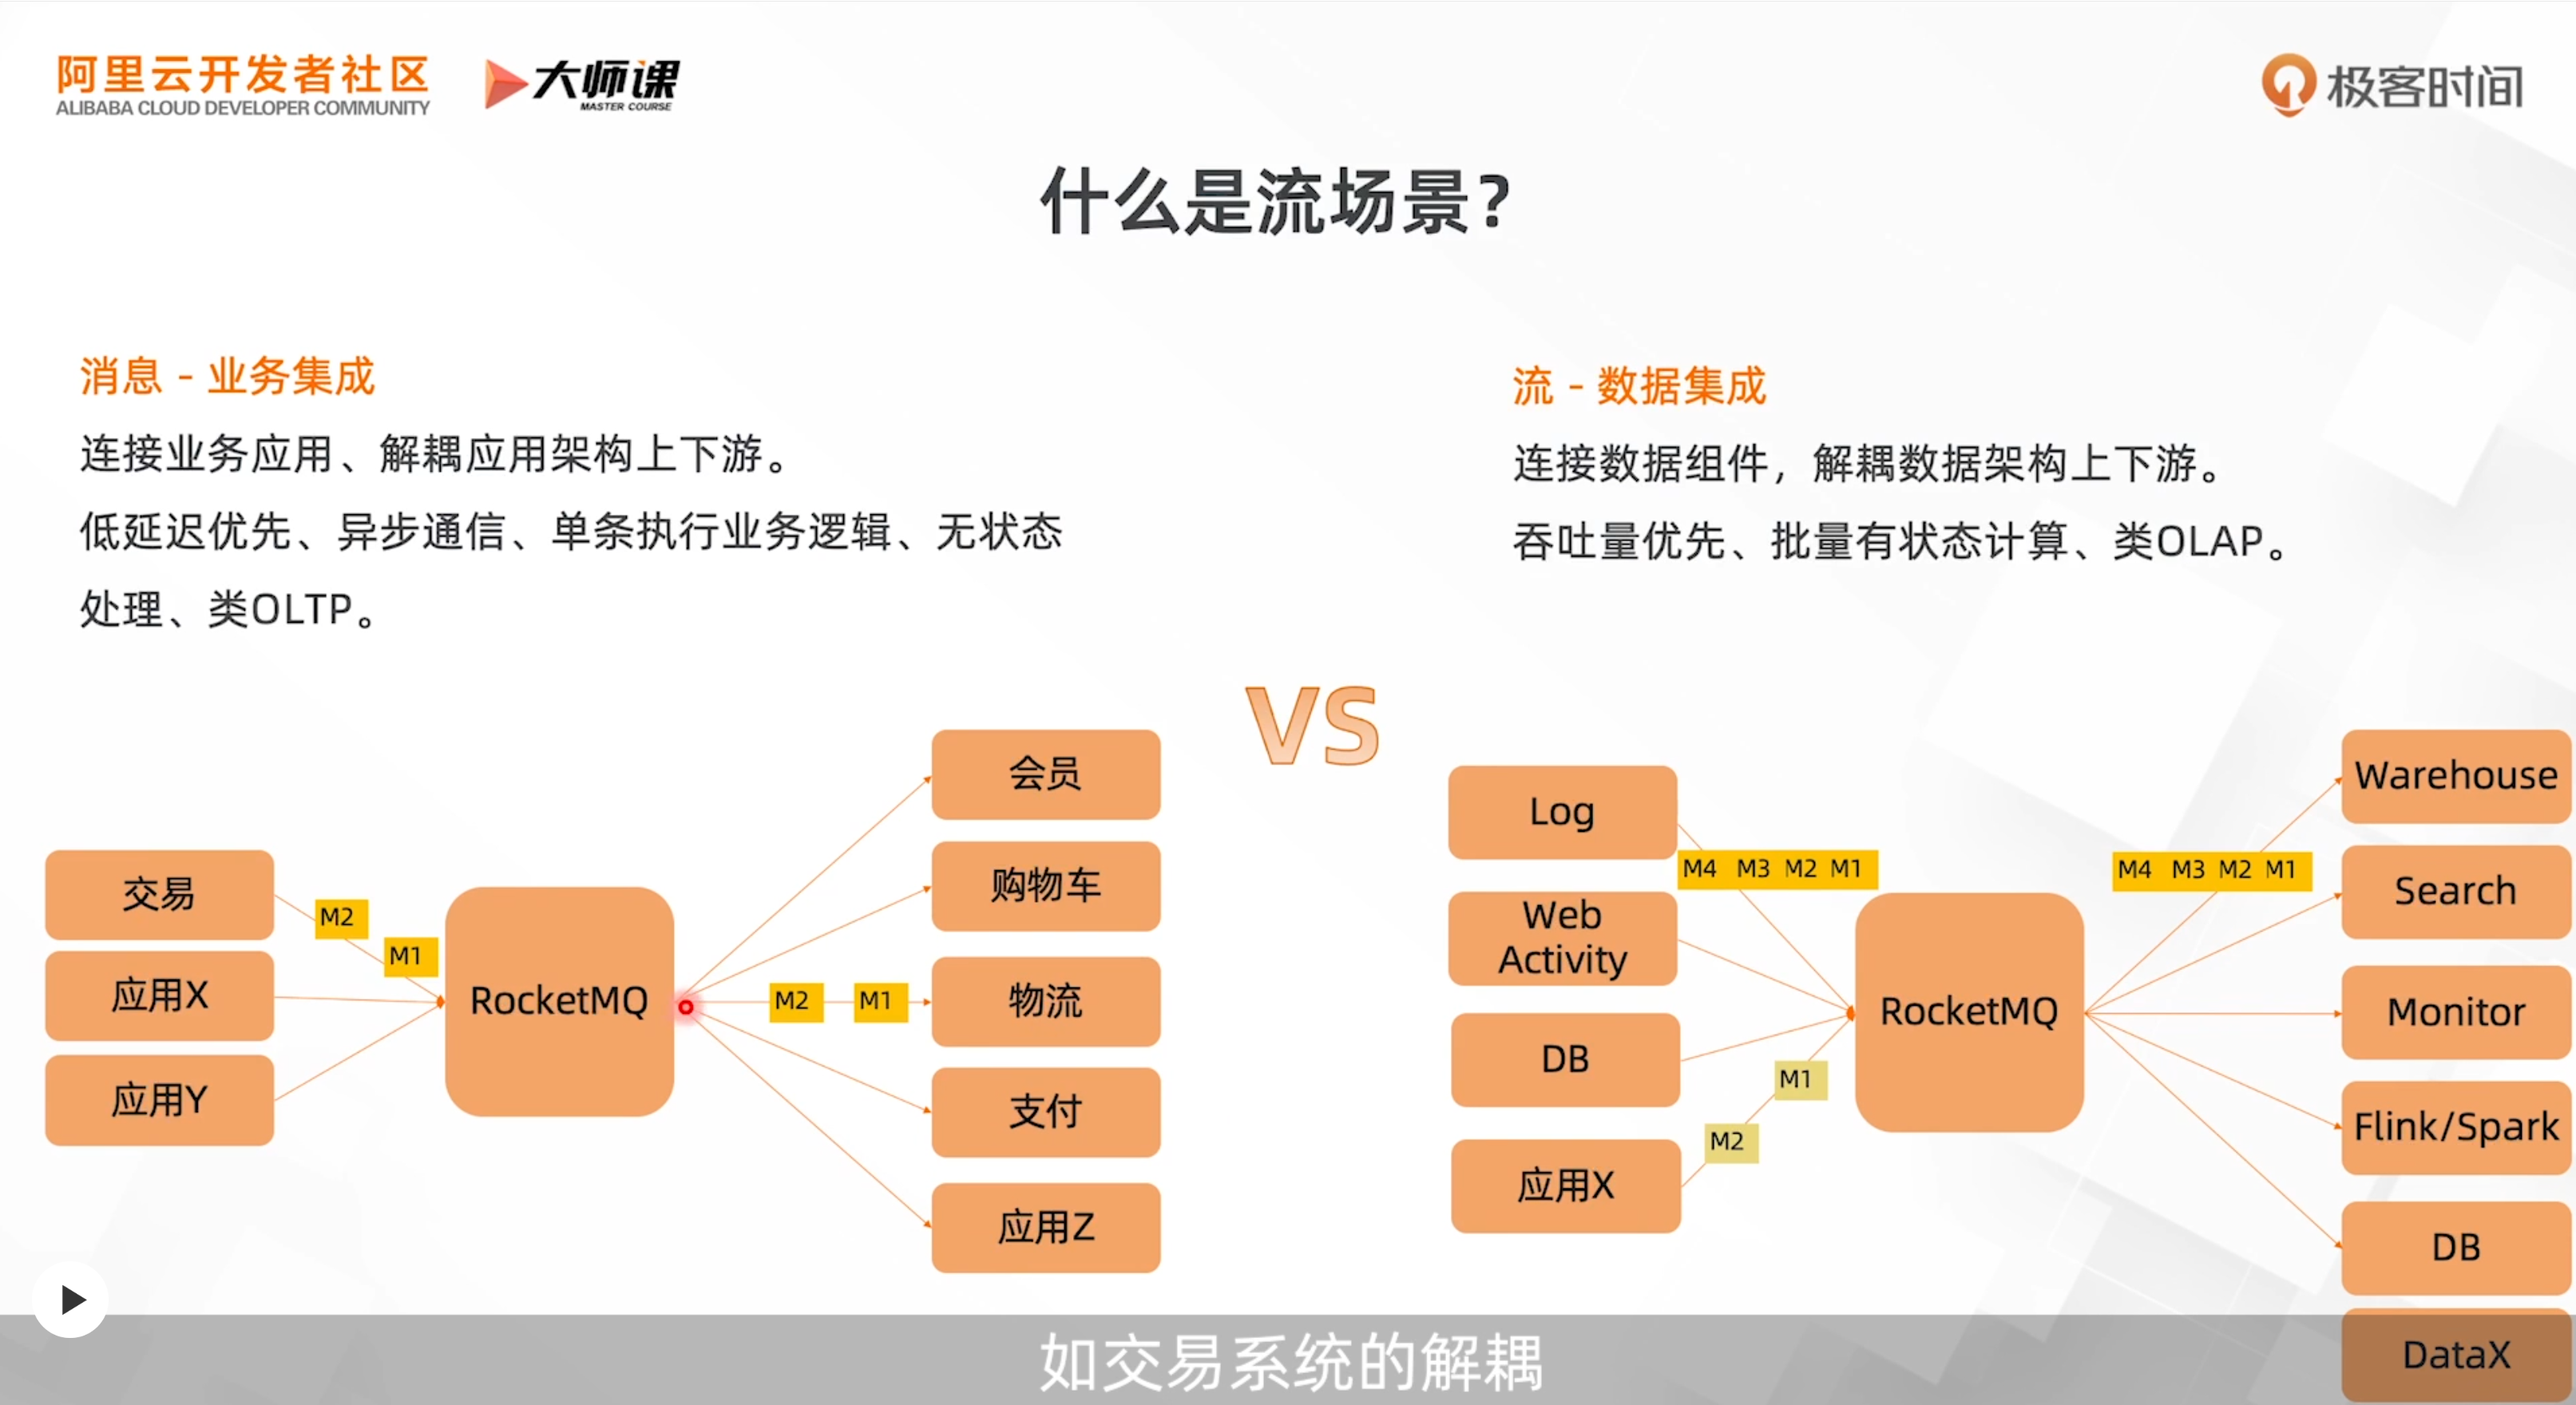 阿里云开发者社区
ALIBABA CLOUD DEVELOPER COMMUNITY
大师课
MASTER COURSE
极客时间
什么是流场景？
消息 - 业务集成
连接业务应用、解耦应用架构上下游。
低延迟优先、异步通信、单条执行业务逻辑、无状态
处理、类OLTP。
流 - 数据集成
连接数据组件，解耦数据架构上下游。
吞吐量优先、批量有状态计算、类OLAP。
VS
交易
应用X
应用Y
M2
M1
RocketMQ
M2
M1
会员
购物车
物流
支付
应用Z
Log
Web
Activity
DB
应用X
M4 M3 M2 M1
M1
M2
RocketMQ
M4 M3 M2 M1
Warehouse
Search
Monitor
Flink/Spark
DB
DataX
如交易系统的解耦